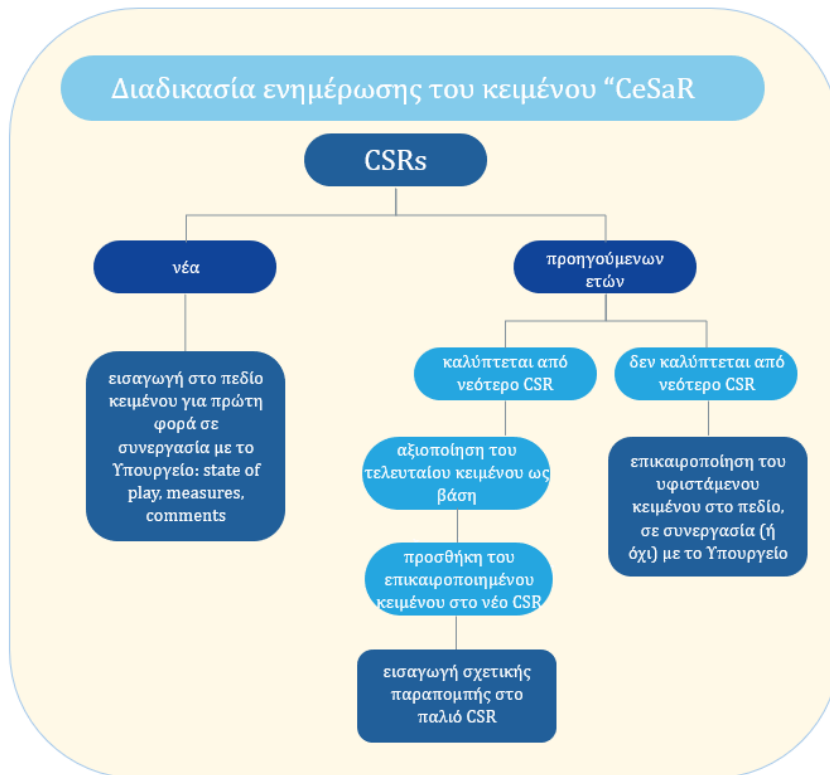 Διαδικασία ενημέρωσης του κειμένου “CeSaR
CSRs
νέα
προηγούμενων
ετών
εισαγωγή στο πεδίο
κειμένου για πρώτη
φορά σε
συνεργασία με το
Υπουργείο: state of
play, measures,
comments
καλύπτεται από
νεότερο CSR
δεν καλύπτεται από
νεότερο CSR
αξιοποίηση του
τελευταίου κειμένου ως
βάση
προσθήκη του
επικαιροποιημένου
κειμένου στο νέο CSR
εισαγωγή σχετικής
παραπομπής στο
παλιό CSR
επικαιροποίηση του
υφιστάμενου
κειμένου στο πεδίο,
σε συνεργασία (ή
όχι) με το Υπουργείο